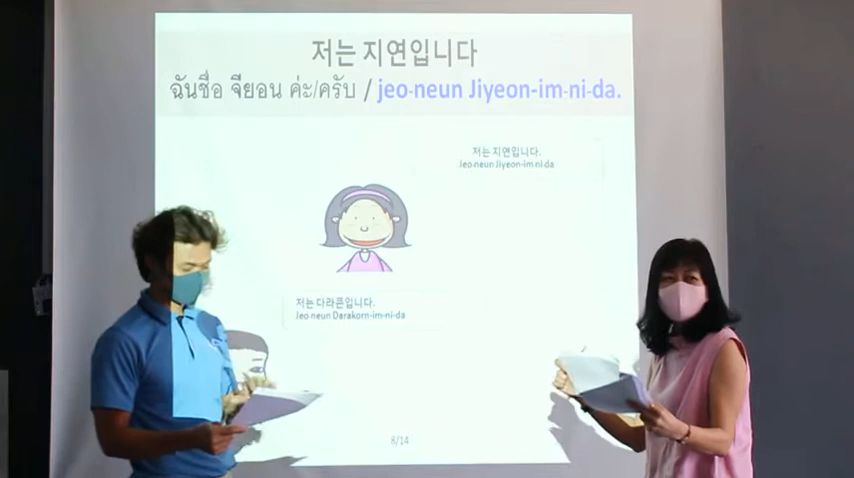 저는 지연입니다
ฉันชื่อ จียอน ค่ะ/ครับ / jeo-neun Jiyeon-im-ni-da.
저는 지연입니다.
Jeo-neun Jiyeon-im-ni-da
저는 다라콘입니다.
Jeo-neun Darakorn-im-ni-da
8/14